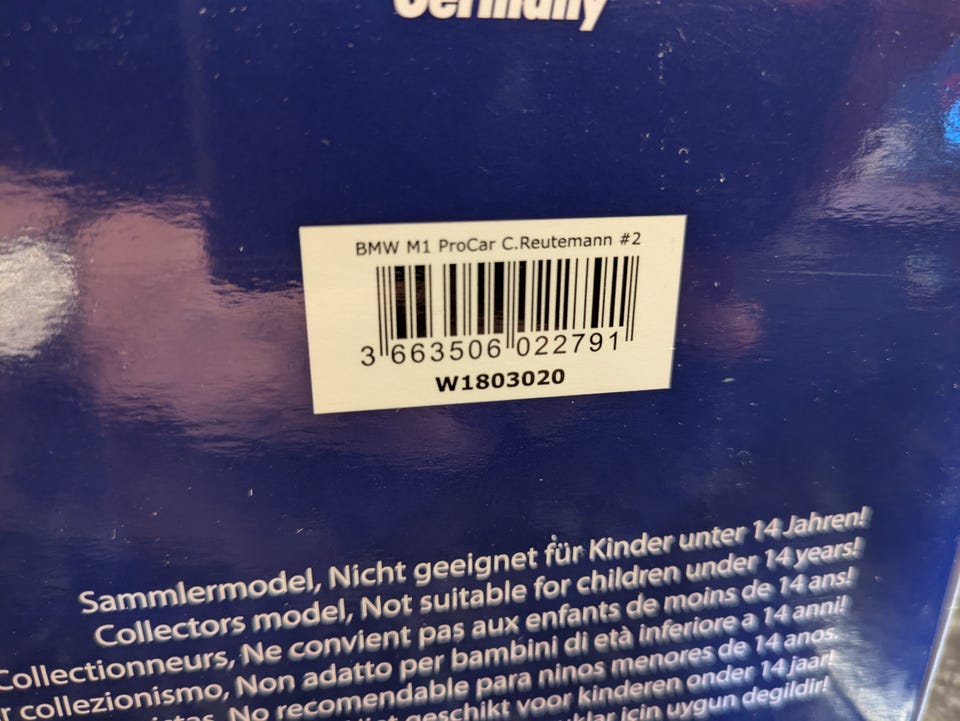 Germany
BMW M1 ProCar C.Reutemann #2
3 663506 022791
W1803020
Sammlermodel, Nicht geeignet für Kinder unter 14 Jahren!
Collectors model, Not suitable for children under 14 years!
Collectionneurs, Ne convient pas aux enfants de moins de 14 ans!
collezionismo, Non adatto per bambini di età inferiore a 14 anni!
No recomendable para ninos menores de 14 anos.
geschikt voor kinderen onder 14 jaar!
için uygun degildir!